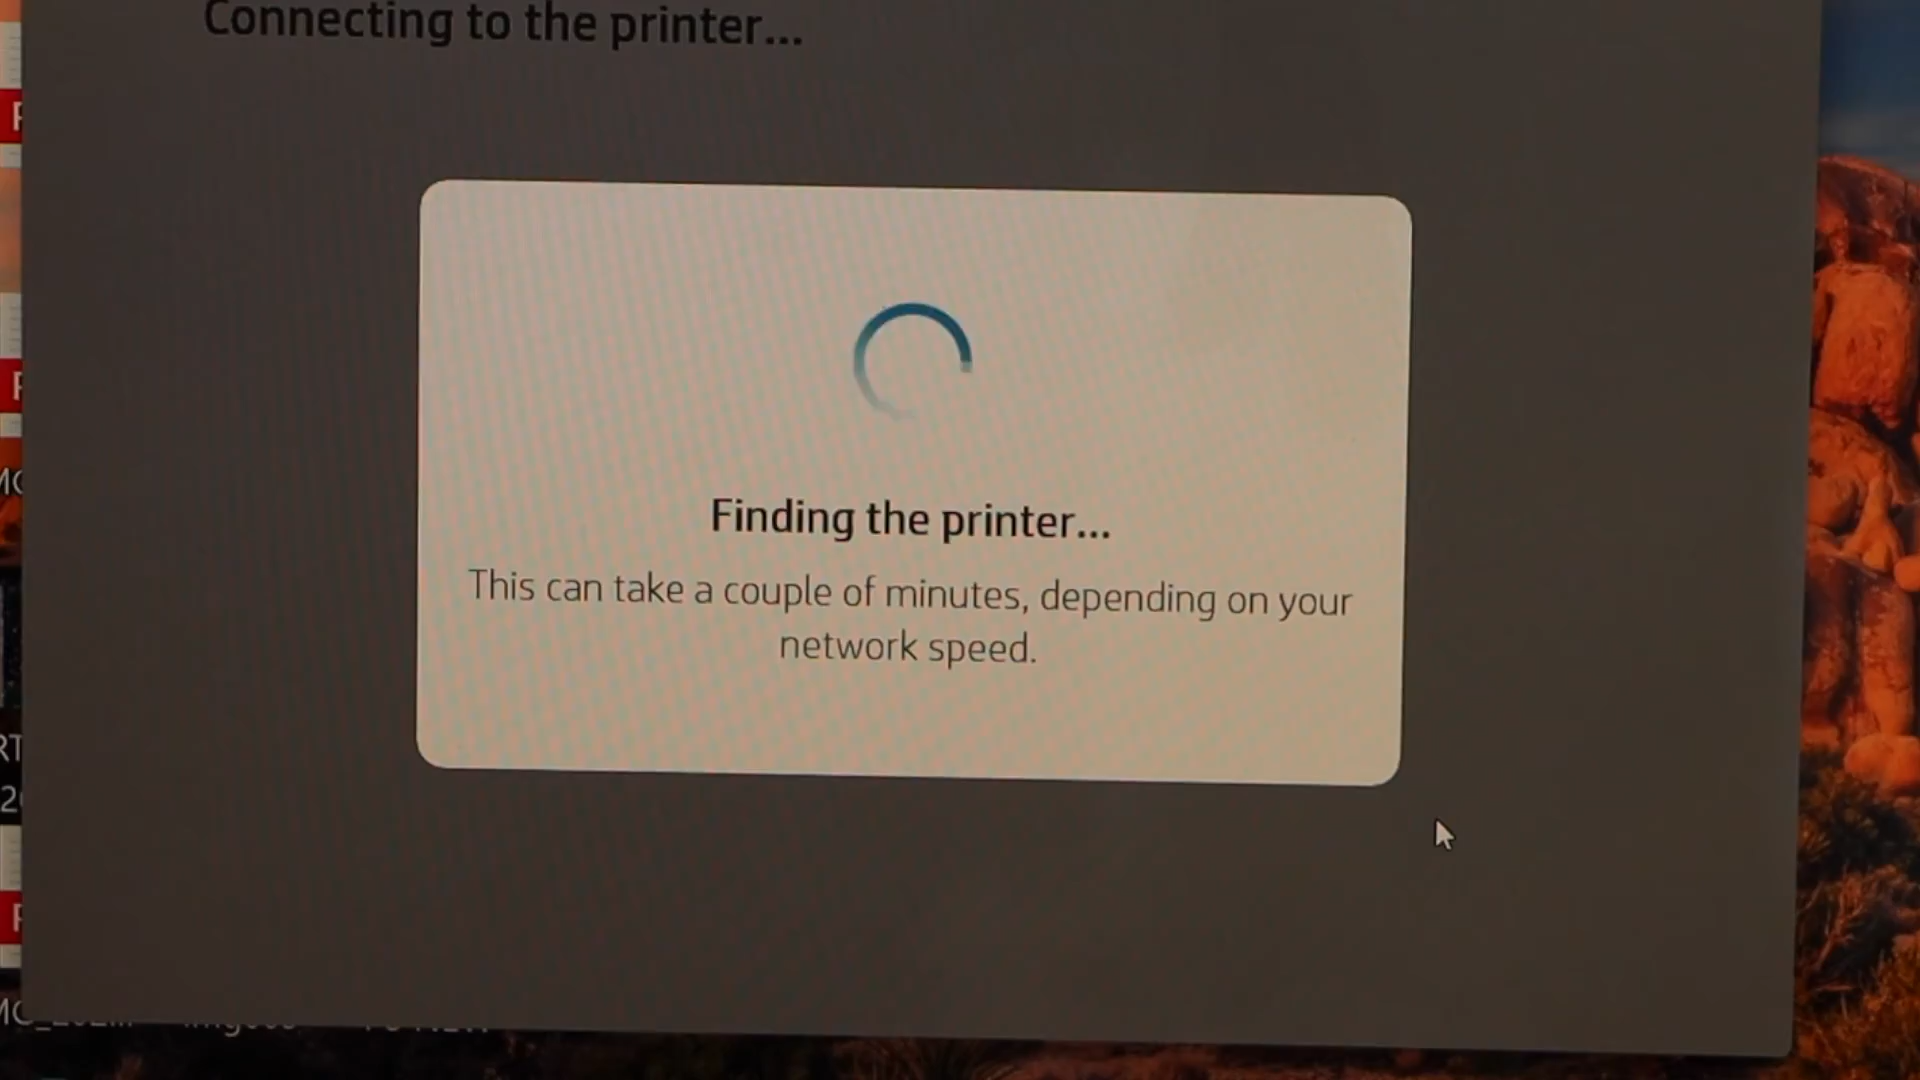 Connecting to the printer...
Finding the printer...
This can take a couple of minutes, depending on your
network speed.